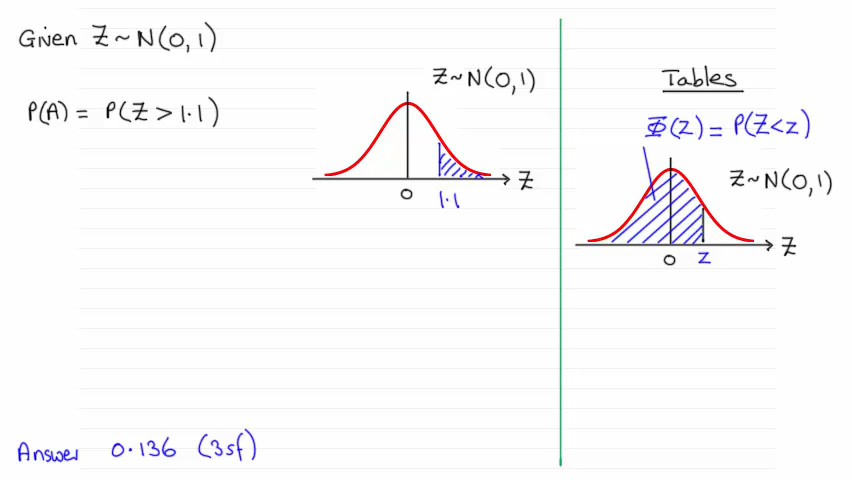 Given Z~N(0,1)
P(A) = P(Z > 1.1)
Z~N(0,1)
0
1.1
Z
Answer 0.136 (3sf)
Tables
Φ(z) = P(Z<z)
Z~N(0,1)
0
z
Z